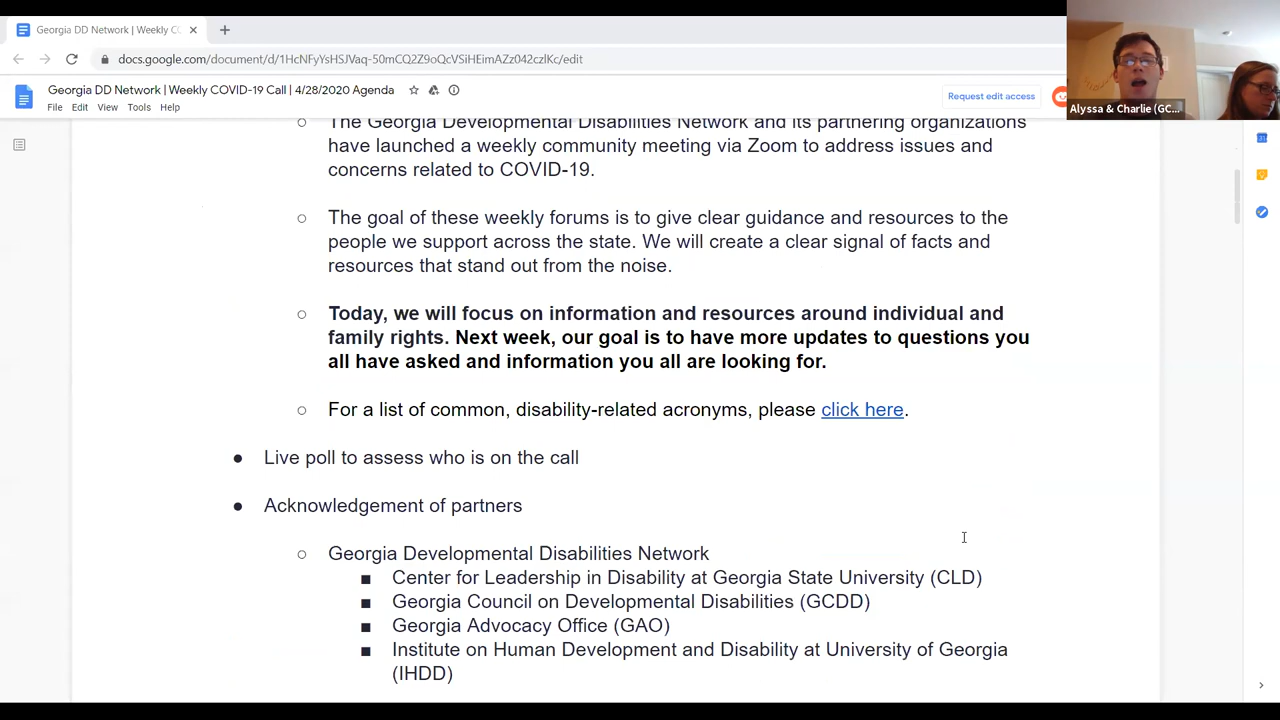 Georgia DD Network | Weekly CO
docs.google.com/document/d/1HcNFyYsHSJVaq-50mCQ2Z9oOcVSiHEimAZz042czlKc/edit
Georgia DD Network | Weekly COVID-19 Call | 4/28/2020 Agenda
File Edit View Tools Help
Request edit access
Alyssa & Charlie (GC...
The Georgia Developmental Disabilities Network and its partnering organizations
have launched a weekly community meeting via Zoom to address issues and
concerns related to COVID-19.
The goal of these weekly forums is to give clear guidance and resources to the
people we support across the state. We will create a clear signal of facts and
resources that stand out from the noise.
Today, we will focus on information and resources around individual and
family rights. Next week, our goal is to have more updates to questions you
all have asked and information you all are looking for.
For a list of common, disability-related acronyms, please click here.
Live poll to assess who is on the call
Acknowledgement of partners
Georgia Developmental Disabilities Network
Center for Leadership in Disability at Georgia State University (CLD)
Georgia Council on Developmental Disabilities (GCDD)
Georgia Advocacy Office (GAO)
Institute on Human Development and Disability at University of Georgia
(IHDD)